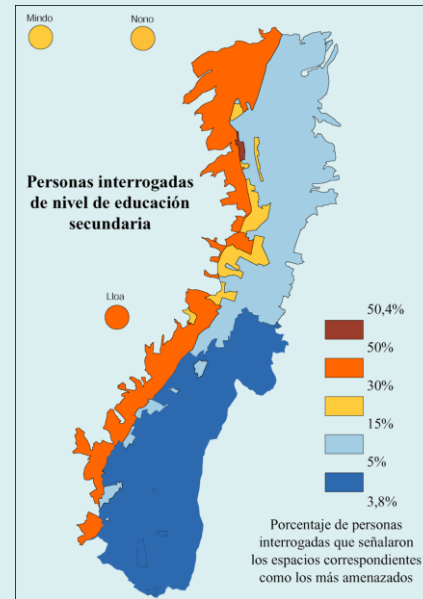 Mindo
Nono
Personas interrogadas
de nivel de educación
secundaria
Lloa
50,4%
50%
30%
15%
5%
3,8%
Porcentaje de personas
interrogadas que señalaron
los espacios correspondientes
como los más amenazados